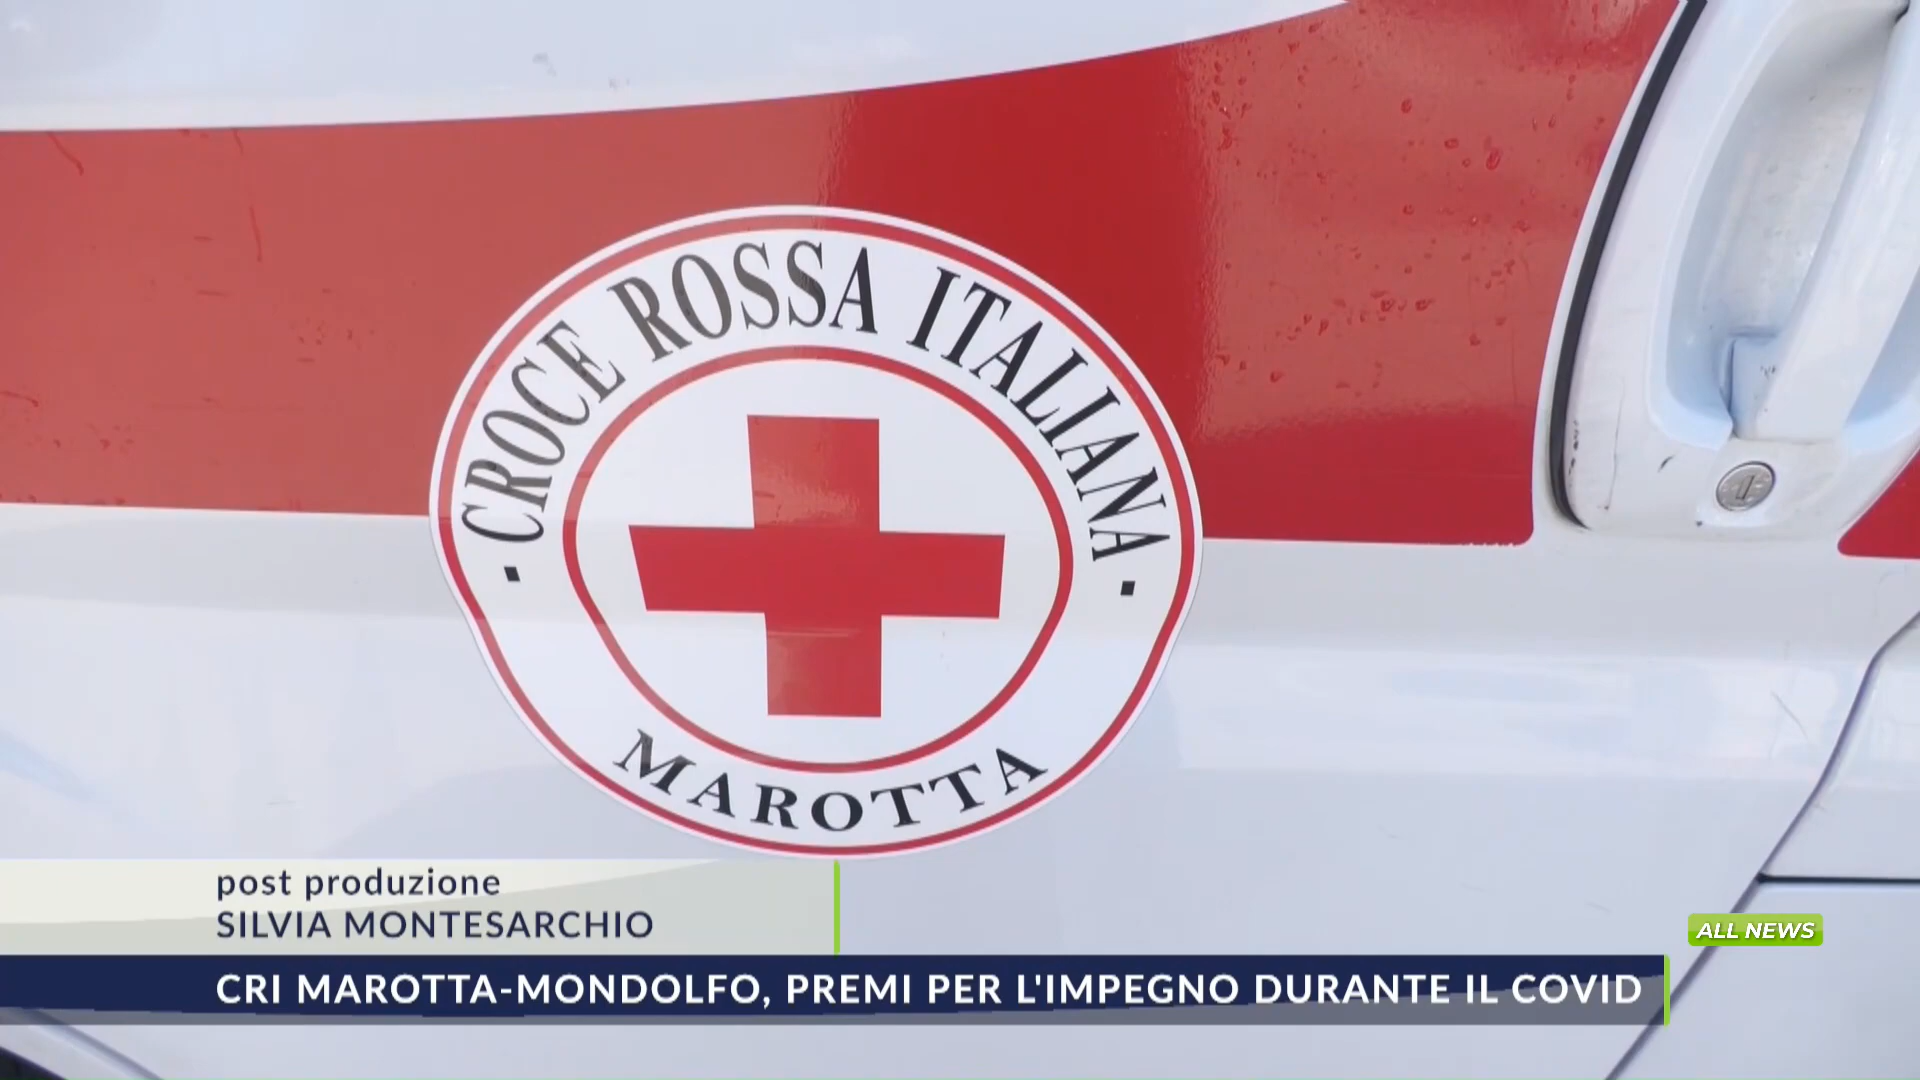 · CROCE ROSSA ITALIANA ·
MAROTTA
post produzione
SILVIA MONTESARCHIO
ALL NEWS
CRI MAROTTA-MONDOLFO, PREMI PER L'IMPEGNO DURANTE IL COVID